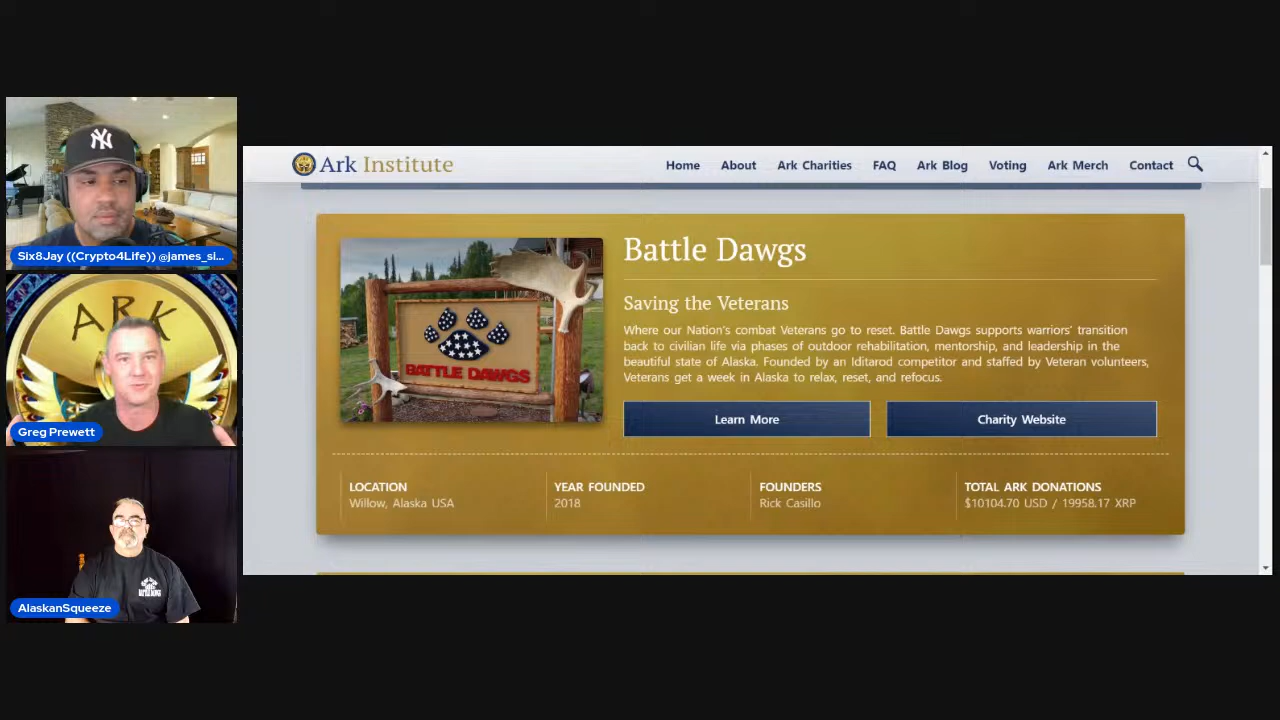 NY
Six8Jay ((Crypto4Life)) @james_si...
ARK
Greg Prewett
BATTLE DAWGS
AlaskanSqueeze
Ark Institute
Home About Ark Charities FAQ Ark Blog Voting Ark Merch Contact
BATTLE DAWGS
Battle Dawgs
Saving the Veterans
Where our Nation's combat Veterans go to reset. Battle Dawgs supports warriors' transition
back to civilian life via phases of outdoor rehabilitation, mentorship, and leadership in the
beautiful state of Alaska. Founded by an Iditarod competitor and staffed by Veteran volunteers,
Veterans get a week in Alaska to relax, reset, and refocus.
Learn More Charity Website
LOCATION YEAR FOUNDED FOUNDERS TOTAL ARK DONATIONS
Willow, Alaska USA 2018 Rick Casillo $10104.70 USD / 19958.17 XRP